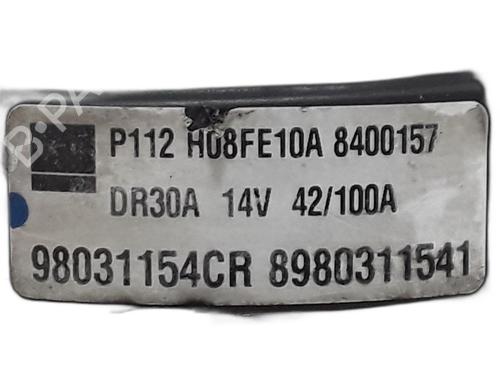 P112 H08FE10A 8400157
DR30A 14V 42/100A
98031154CR 8980311541